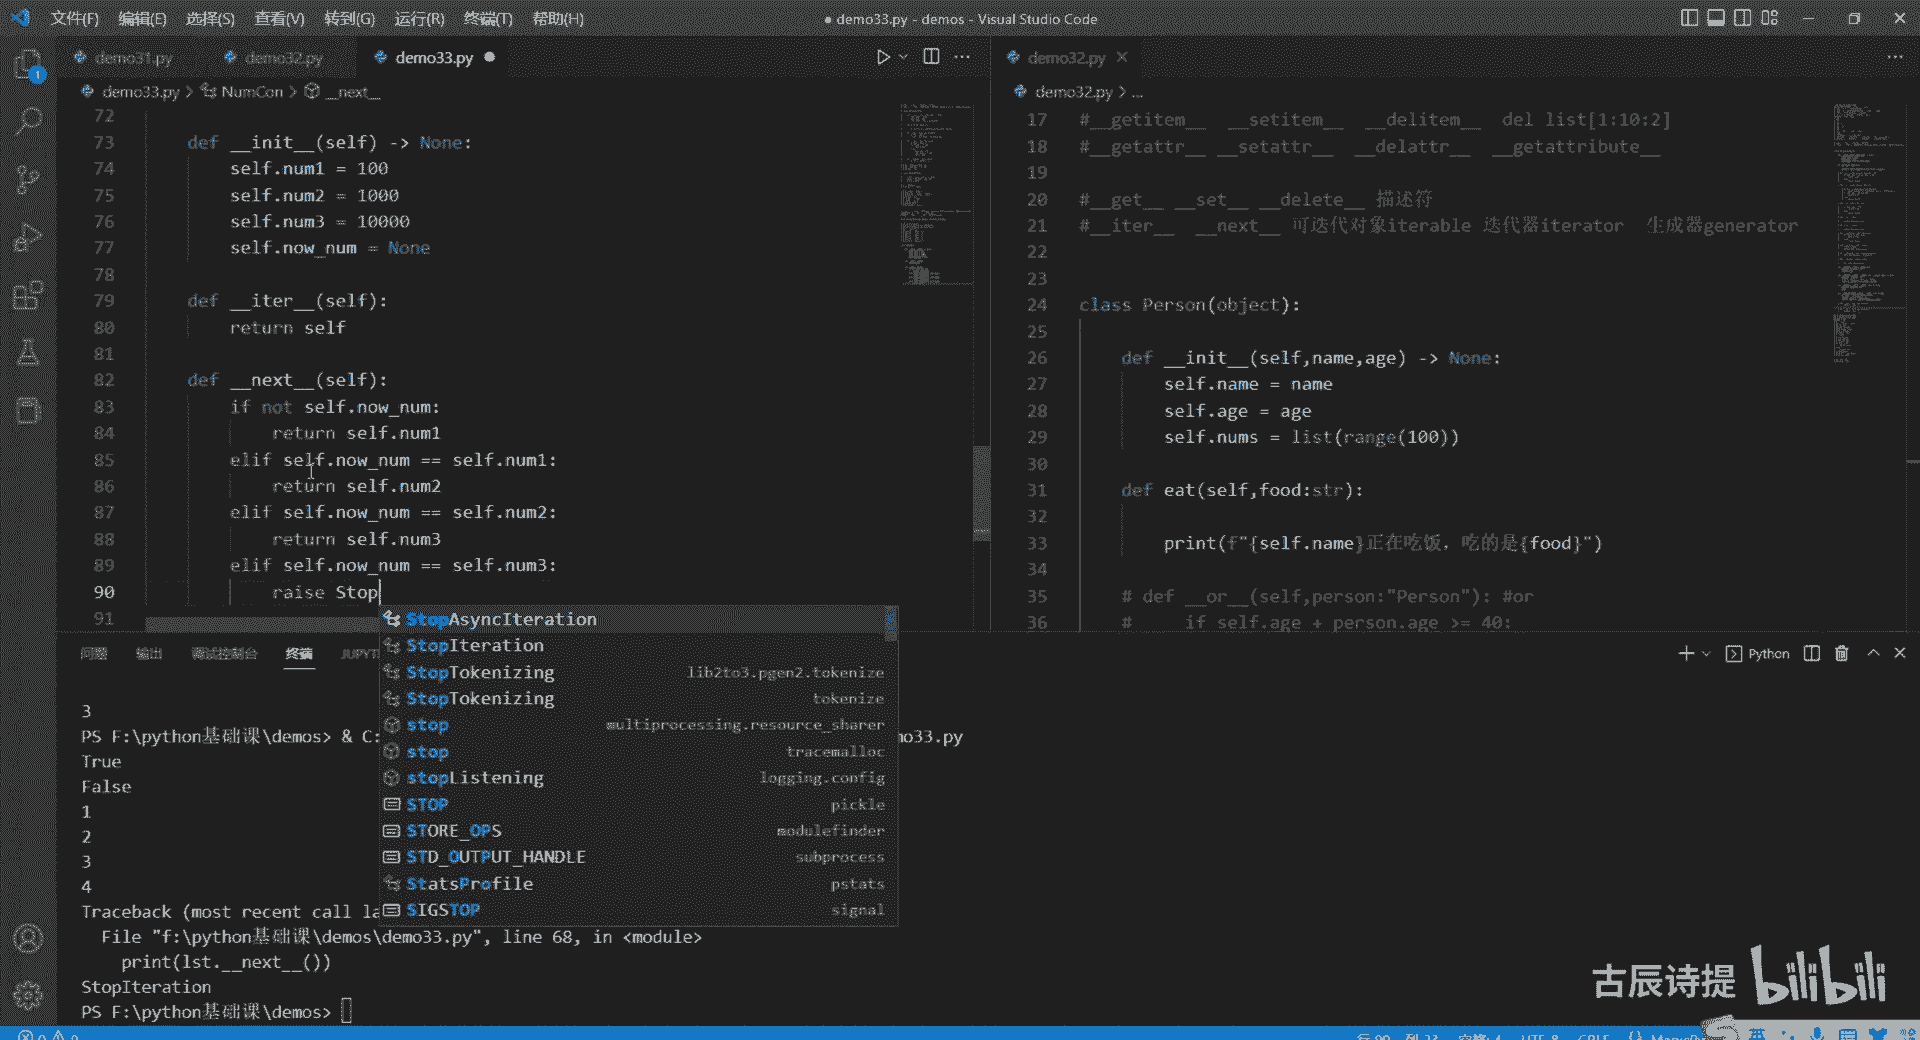 文件(F) 编辑(E) 选择(S) 查看(V) 转到(G) 运行(R) 终端(T) 帮助(H)
● demo33.py - demos - Visual Studio Code
demo31.py demo32.py demo33.py ●
demo33.py > NumCon > __next__
72
73 def __init__(self) -> None:
74 self.num1 = 100
75 self.num2 = 1000
76 self.num3 = 10000
77 self.now_num = None
78
79 def __iter__(self):
80 return self
81
82 def __next__(self):
83 if not self.now_num:
84 return self.num1
85 elif self.now_num == self.num1:
86 return self.num2
87 elif self.now_num == self.num2:
88 return self.num3
89 elif self.now_num == self.num3:
90 raise Stop
91
StopAsyncIteration
StopIteration
StopTokenizing lib2to3.pgen2.tokenize
StopTokenizing tokenize
stop multiprocessing.resource_sharer
stop tracemalloc
stopListening logging.config
STOP pickle
STORE_OPS modulefinder
STD_OUTPUT_HANDLE subprocess
StatsProfile pstats
SIGSTOP signal
demo32.py
demo32.py > ...
17 #__getitem__ __setitem__ __delitem__ del list[1:10:2]
18 #__getattr__ __setattr__ __delattr__ __getattribute__
19
20 #__get__ __set__ __delete__ 描述符
21 #__iter__ __next__ 可迭代对象iterable 迭代器iterator 生成器generator
22
23
24 class Person(object):
25
26 def __init__(self,name,age) -> None:
27 self.name = name
28 self.age = age
29 self.nums = list(range(100))
30
31 def eat(self,food:str):
32
33 print(f"{self.name}正在吃饭，吃的是{food}")
34
35 # def __or__(self,person:"Person"): #or
36 # if self.age + person.age >= 40:
问题 输出 调试控制台 终端 JUPYT
Python
3
PS F:\python基础课\demos> & C: mo33.py
True
False
1
2
3
4
Traceback (most recent call la
File "f:\python基础课\demos\demo33.py", line 68, in <module>
print(lst.__next__())
StopIteration
PS F:\python基础课\demos>
古辰诗提 bilibili